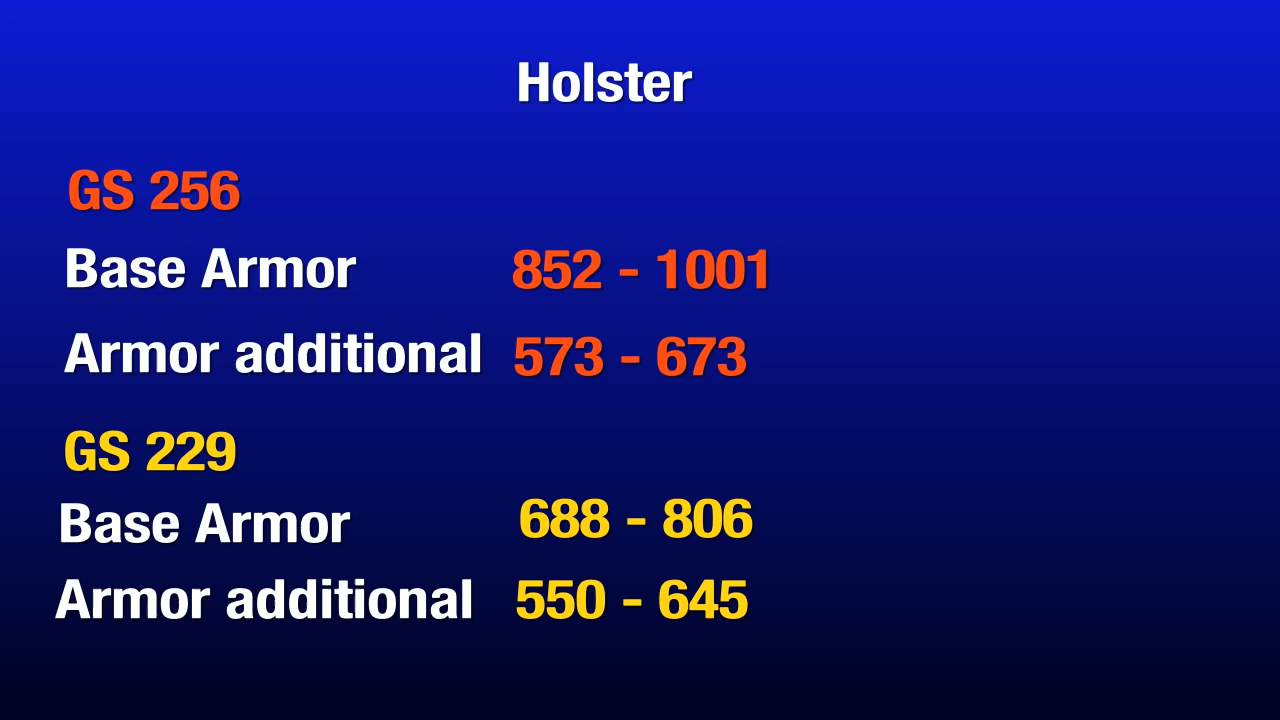 Holster
GS 256
Base Armor 852 - 1001
Armor additional 573 - 673
GS 229
Base Armor 688 - 806
Armor additional 550 - 645